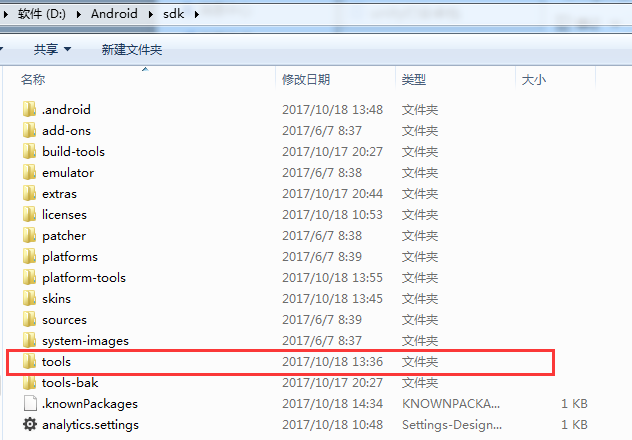 软件 (D:) ▸ Android ▸ sdk ▸
共享 ▼ 新建文件夹
名称 修改日期 类型 大小
.android 2017/10/18 13:48 文件夹
add-ons 2017/6/7 8:37 文件夹
build-tools 2017/10/17 20:27 文件夹
emulator 2017/6/7 8:38 文件夹
extras 2017/10/17 20:44 文件夹
licenses 2017/10/18 10:53 文件夹
patcher 2017/6/7 8:38 文件夹
platforms 2017/6/7 8:39 文件夹
platform-tools 2017/10/18 13:55 文件夹
skins 2017/10/18 13:45 文件夹
sources 2017/6/7 8:39 文件夹
system-images 2017/6/7 8:37 文件夹
tools 2017/10/18 13:36 文件夹
tools-bak 2017/10/17 20:27 文件夹
.knownPackages 2017/10/18 14:34 KNOWNPACKA... 1 KB
analytics.settings 2017/10/18 10:48 Settings-Design... 1 KB